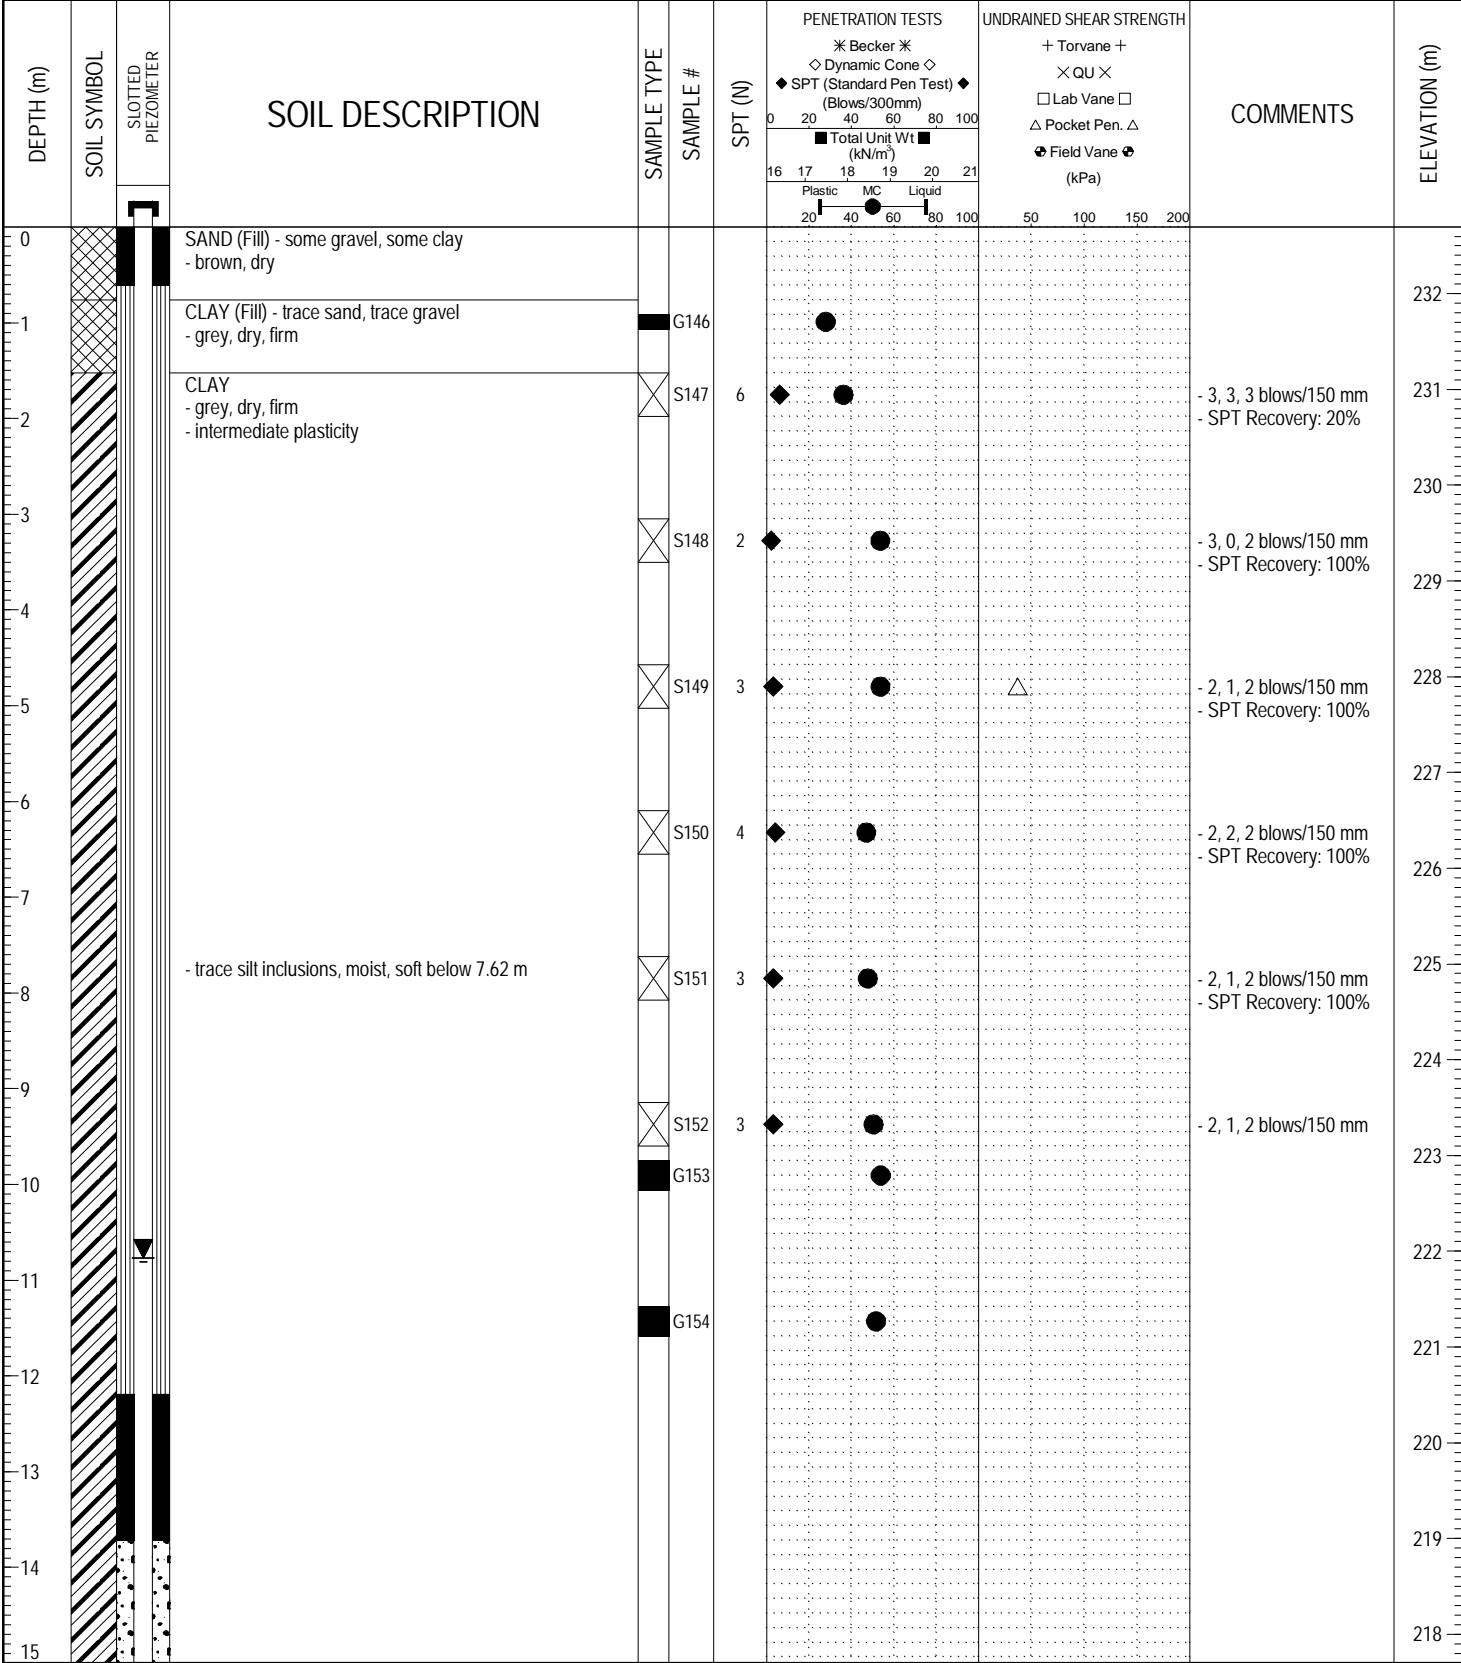 DEPTH (m)
SOIL SYMBOL
SLOTTED
PIEZOMETER
SOIL DESCRIPTION
SAMPLE TYPE
SAMPLE #
SPT (N)
PENETRATION TESTS
✳ Becker ✳
◇ Dynamic Cone ◇
◆ SPT (Standard Pen Test) ◆
(Blows/300mm)
0 20 40 60 80 100
■ Total Unit Wt ■
(kN/m³)
16 17 18 19 20 21
Plastic MC Liquid
20 40 60 80 100
UNDRAINED SHEAR STRENGTH
+ Torvane +
× QU ×
□ Lab Vane □
△ Pocket Pen. △
Field Vane
(kPa)
50 100 150 200
COMMENTS
ELEVATION (m)
0
SAND (Fill) - some gravel, some clay
- brown, dry
232
1
CLAY (Fill) - trace sand, trace gravel
- grey, dry, firm
G146
CLAY
- grey, dry, firm
- intermediate plasticity
S147 6
- 3, 3, 3 blows/150 mm
- SPT Recovery: 20%
231
2
230
3
S148 2
- 3, 0, 2 blows/150 mm
- SPT Recovery: 100%
229
4
S149 3
- 2, 1, 2 blows/150 mm
- SPT Recovery: 100%
228
5
227
6
S150 4
- 2, 2, 2 blows/150 mm
- SPT Recovery: 100%
226
7
- trace silt inclusions, moist, soft below 7.62 m
S151 3
- 2, 1, 2 blows/150 mm
- SPT Recovery: 100%
225
8
224
9
S152 3
- 2, 1, 2 blows/150 mm
223
G153
10
222
11
G154
221
12
220
13
219
14
218
15